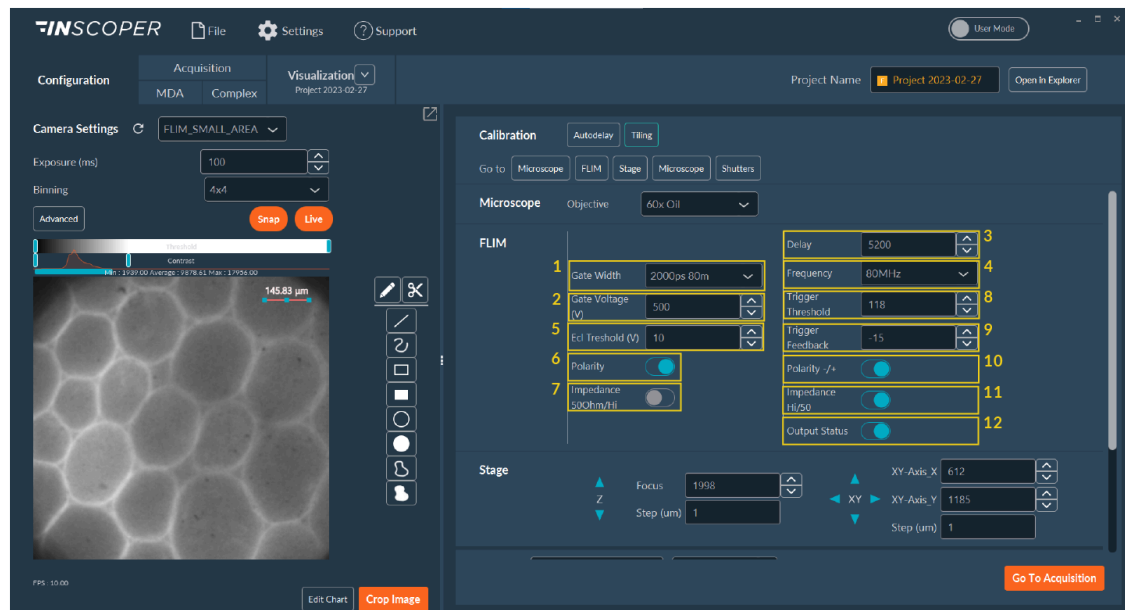 INSCOPER File Settings Support User Mode
Configuration
Acquisition
MDA Complex
Visualization
Project 2023-02-27
Project Name Project 2023-02-27 Open in Explorer
Camera Settings FLIM_SMALL_AREA
Exposure (ms) 100
Binning 4x4
Advanced Snap Live
Threshold
Contrast
Min : 1939.00 Average : 9878.61 Max : 17956.00
145.83 µm
FPS : 10.00
Edit Chart Crop Image
Calibration Autodelay Tiling
Go to Microscope FLIM Stage Microscope Shutters
Microscope Objective 60x Oil
FLIM
1 Gate Width 2000ps 80m
2 Gate Voltage (V) 500
5 Ecl Treshold (V) 10
6 Polarity
7 Impedance
50Ohm/Hi
Delay 5200 3
Frequency 80MHz 4
Trigger
Threshold 118 8
Trigger
Feedback -15 9
Polarity -/+ 10
Impedance
Hi/50 11
Output Status 12
Stage
Z
Focus 1998
Step (um) 1
XY
XY-Axis_X 612
XY-Axis_Y 1185
Step (um) 1
Go To Acquisition